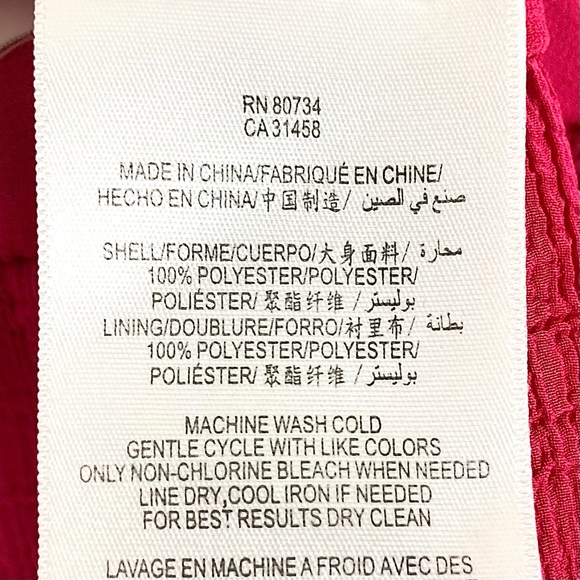 RN 80734
CA 31458
MADE IN CHINA/FABRIQUÉ EN CHINE/
HECHO EN CHINA/中国制造/ صنع في الصين
SHELL/FORME/CUERPO/大身面料/ محارة/
100% POLYESTER/POLYESTER/
POLIÉSTER/ 聚酯纤维 / بوليستر/
LINING/DOUBLURE/FORRO/衬里布/ بطانة/
100% POLYESTER/POLYESTER/
POLIÉSTER/ 聚酯纤维 / بوليستر/
MACHINE WASH COLD
GENTLE CYCLE WITH LIKE COLORS
ONLY NON-CHLORINE BLEACH WHEN NEEDED
LINE DRY,COOL IRON IF NEEDED
FOR BEST RESULTS DRY CLEAN
LAVAGE EN MACHINE A FROID AVEC DES